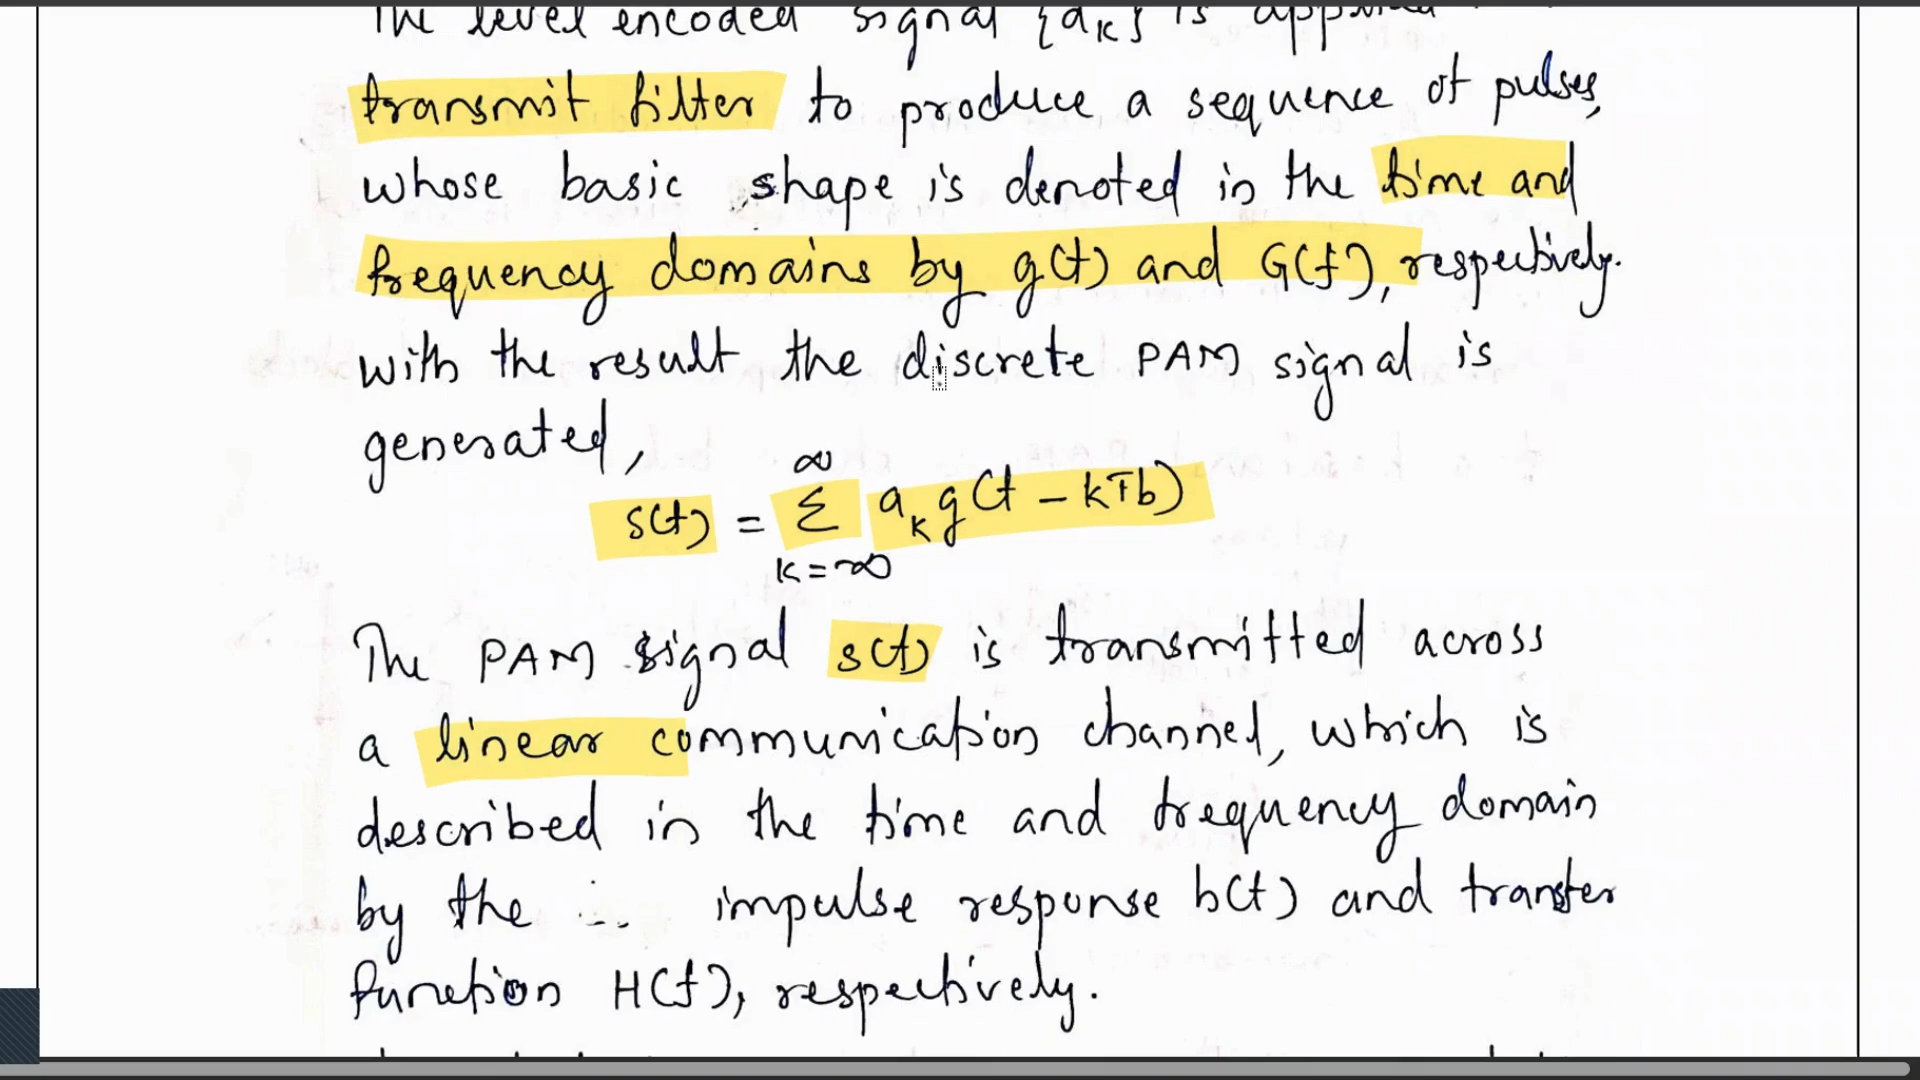 The level encoded signal {aₖ} is applied
transmit filter to produce a sequence of pulses,
whose basic shape is denoted in the time and
frequency domains by g(t) and G(f), respectively.
with the result the discrete PAM signal is
generated,
∞
s(t) = Σ aₖ g(t - kTb)
k=-∞
The PAM signal s(t) is transmitted across
a linear communication channel, which is
described in the time and frequency domain
by the impulse response h(t) and transfer
function H(f), respectively.